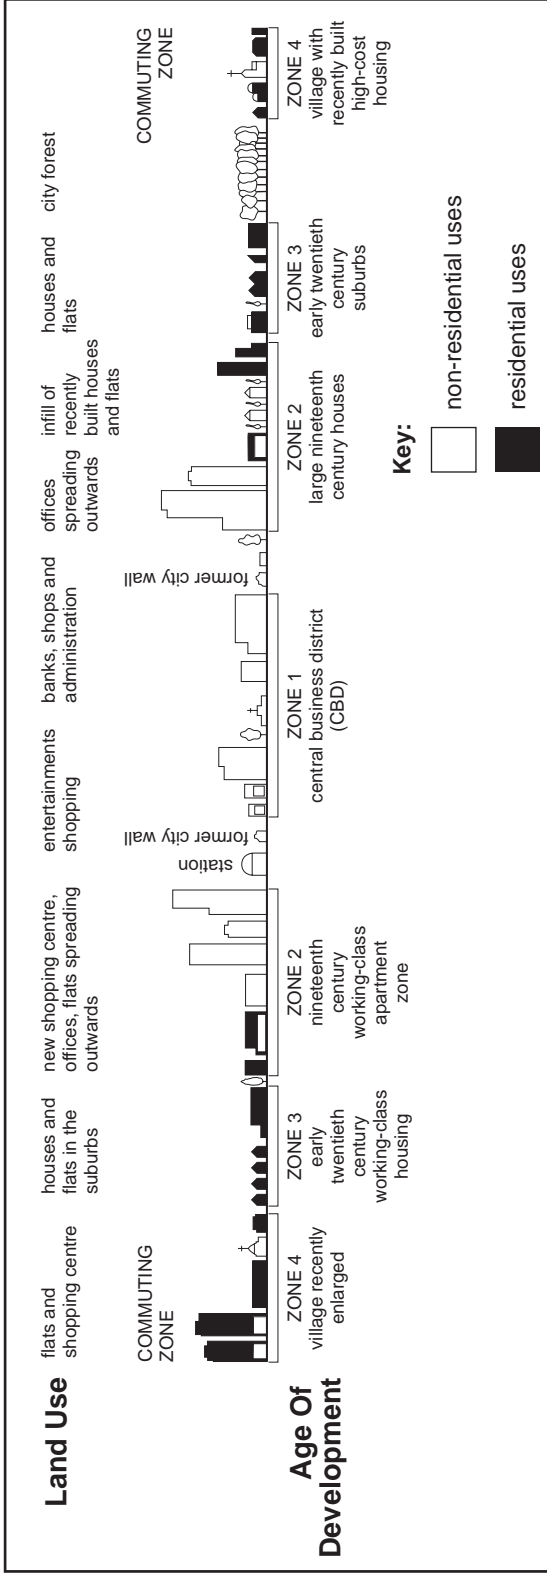 Land Use
flats and
shopping centre
houses and
flats in the
suburbs
new shopping centre,
offices, flats spreading
outwards
entertainments
shopping
banks, shops and
administration
offices
spreading
outwards
infill of
recently
built houses
and flats
houses and
flats
city forest
COMMUTING
ZONE
station
former city wall
former city wall
COMMUTING
ZONE
Age Of
Development
ZONE 4
village recently
enlarged
ZONE 3
early
twentieth
century
working-class
housing
ZONE 2
nineteenth
century
working-class
apartment
zone
ZONE 1
central business district
(CBD)
ZONE 2
large nineteenth
century houses
ZONE 3
early twentieth
century
suburbs
ZONE 4
village with
recently built
high-cost
housing
Key:
non-residential uses
residential uses